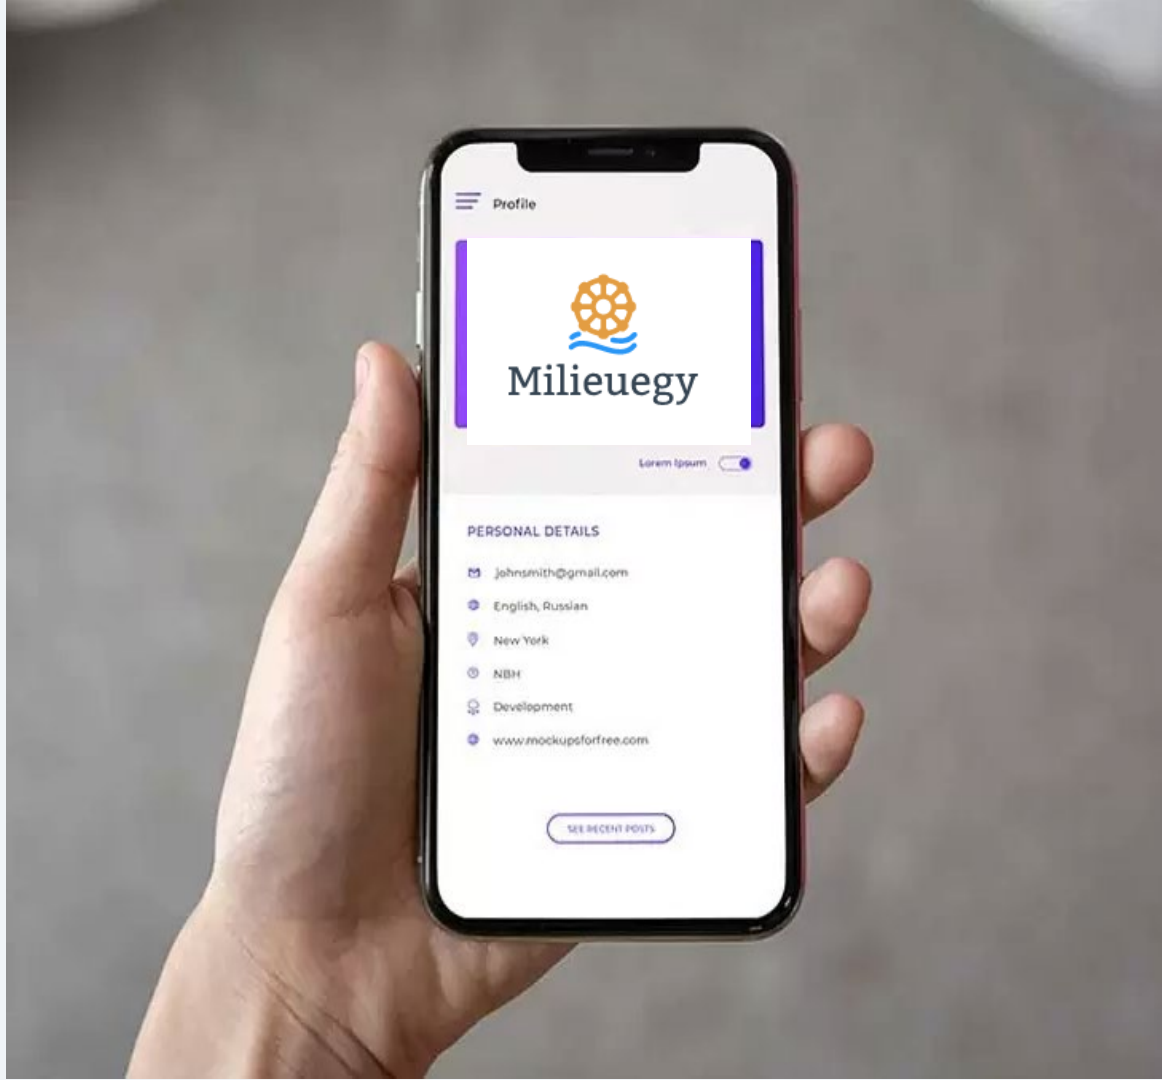 Profile
Milieuegy
Lorem Ipsum
PERSONAL DETAILS
johnsmith@gmail.com
English, Russian
New York
NBH
Development
www.mockupsforfree.com
SEE RECENT POSTS